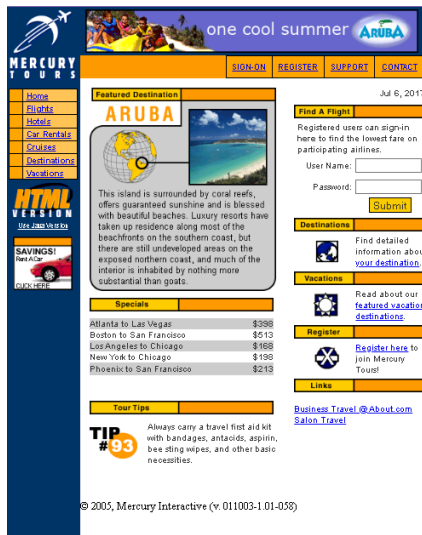 one cool summer ARUBA
MERCURY
TOURS
SIGN-ON REGISTER SUPPORT CONTACT
Home
Flights
Hotels
Car Rentals
Cruises
Destinations
Vacations
HTML
VERSION
Use Java Version
SAVINGS!
Rent A Car
CLICK HERE
Featured Destination
ARUBA
This island is surrounded by coral reefs,
offers guaranteed sunshine and is blessed
with beautiful beaches. Luxury resorts have
taken up residence along most of the
beachfronts on the southern coast, but
there are still undeveloped areas on the
exposed northern coast, and much of the
interior is inhabited by nothing more
substantial than goats.
Specials
Atlanta to Las Vegas $398
Boston to San Francisco $513
Los Angeles to Chicago $168
New York to Chicago $198
Phoenix to San Francisco $213
Tour Tips
TIP
#93
Always carry a travel first aid kit
with bandages, antacids, aspirin,
bee sting wipes, and other basic
necessities.
Jul 6, 2017
Find A Flight
Registered users can sign-in
here to find the lowest fare on
participating airlines.
User Name:
Password:
Submit
Destinations
Find detailed
information abou
your destination.
Vacations
Read about our
featured vacation
destinations.
Register
Register here to
join Mercury
Tours!
Links
Business Travel @ About.com
Salon Travel
© 2005, Mercury Interactive (v. 011003-1.01-058)